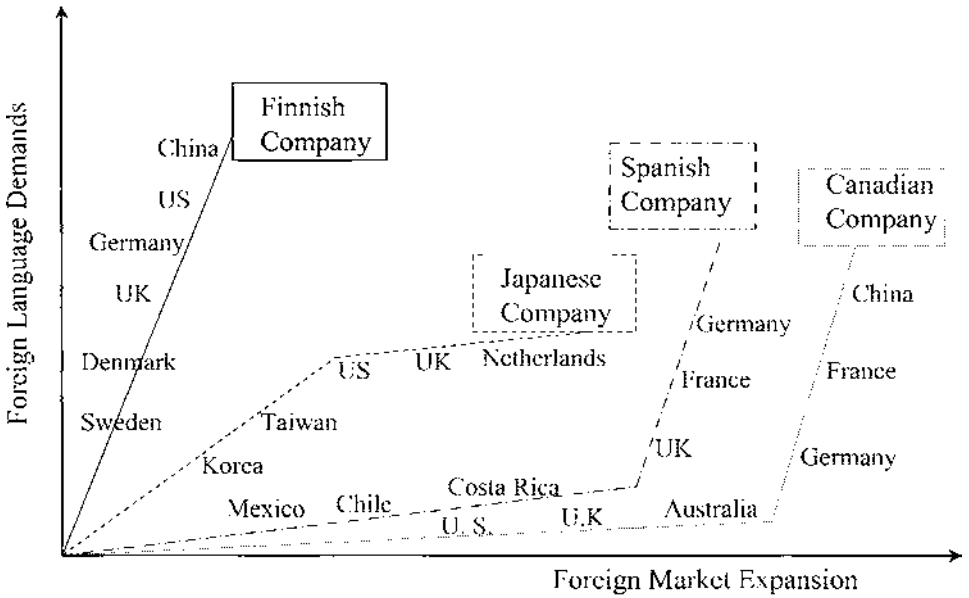 Foreign Language Demands
Finnish
Company
China
US
Germany
UK
Denmark
Sweden
Spanish
Company
Canadian
Company
Japanese
Company
China
Germany
US
UK
Netherlands
France
France
Taiwan
UK
Germany
Korea
Costa Rica
Chile
Mexico
Australia
U.K
U. S.
Foreign Market Expansion